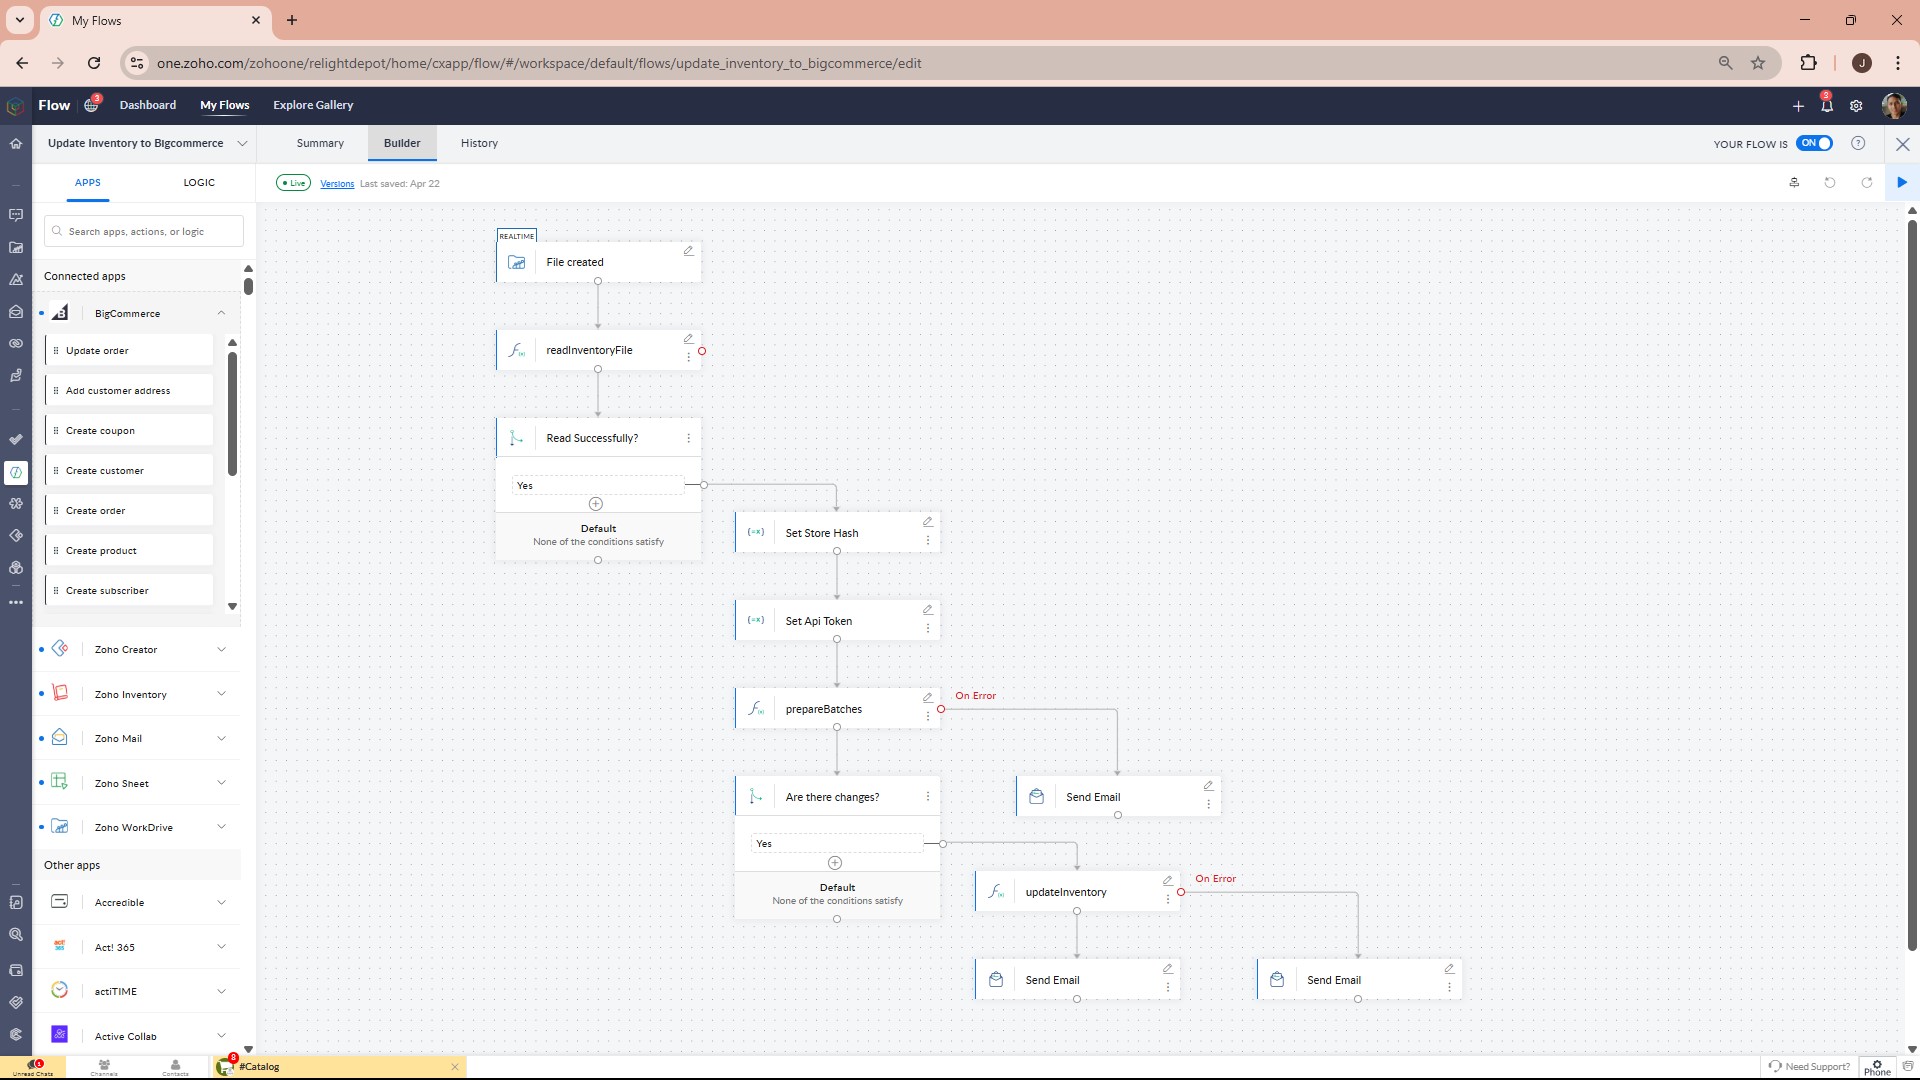 My Flows
one.zoho.com/zohoone/relightdepot/home/cxapp/flow/#/workspace/default/flows/update_inventory_to_bigcommerce/edit
J
Flow
3
Dashboard
My Flows
Explore Gallery
3
Update Inventory to Bigcommerce
Summary
Builder
History
YOUR FLOW IS
ON
?
APPS
LOGIC
Live
Versions
Last saved: Apr 22
Search apps, actions, or logic
Connected apps
BigCommerce
Update order
Add customer address
Create coupon
Create customer
Create order
Create product
Create subscriber
Zoho Creator
Zoho Inventory
Zoho Mail
Zoho Sheet
Zoho WorkDrive
Other apps
Accredible
Act! 365
actiTIME
Active Collab
REALTIME
File created
readInventoryFile
Read Successfully?
Yes
Default
None of the conditions satisfy
Set Store Hash
Set Api Token
prepareBatches
On Error
Are there changes?
Yes
Default
None of the conditions satisfy
Send Email
updateInventory
On Error
Send Email
Send Email
1
Unread Chats
Channels
Contacts
8
#Catalog
Need Support?
Phone